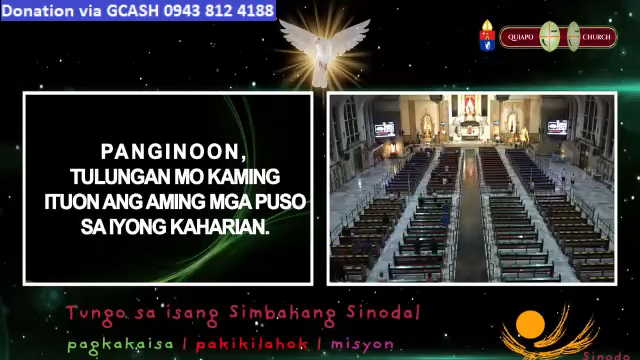 Donation via GCASH 0943 812 4188
QUIAPO CHURCH
PANGINOON,
TULUNGAN MO KAMING
ITUON ANG AMING MGA PUSO
SA IYONG KAHARIAN.
Tungo sa isang Simbahang Sinodal
pagkakaisa | pakikilahok | misyon
Sinodo